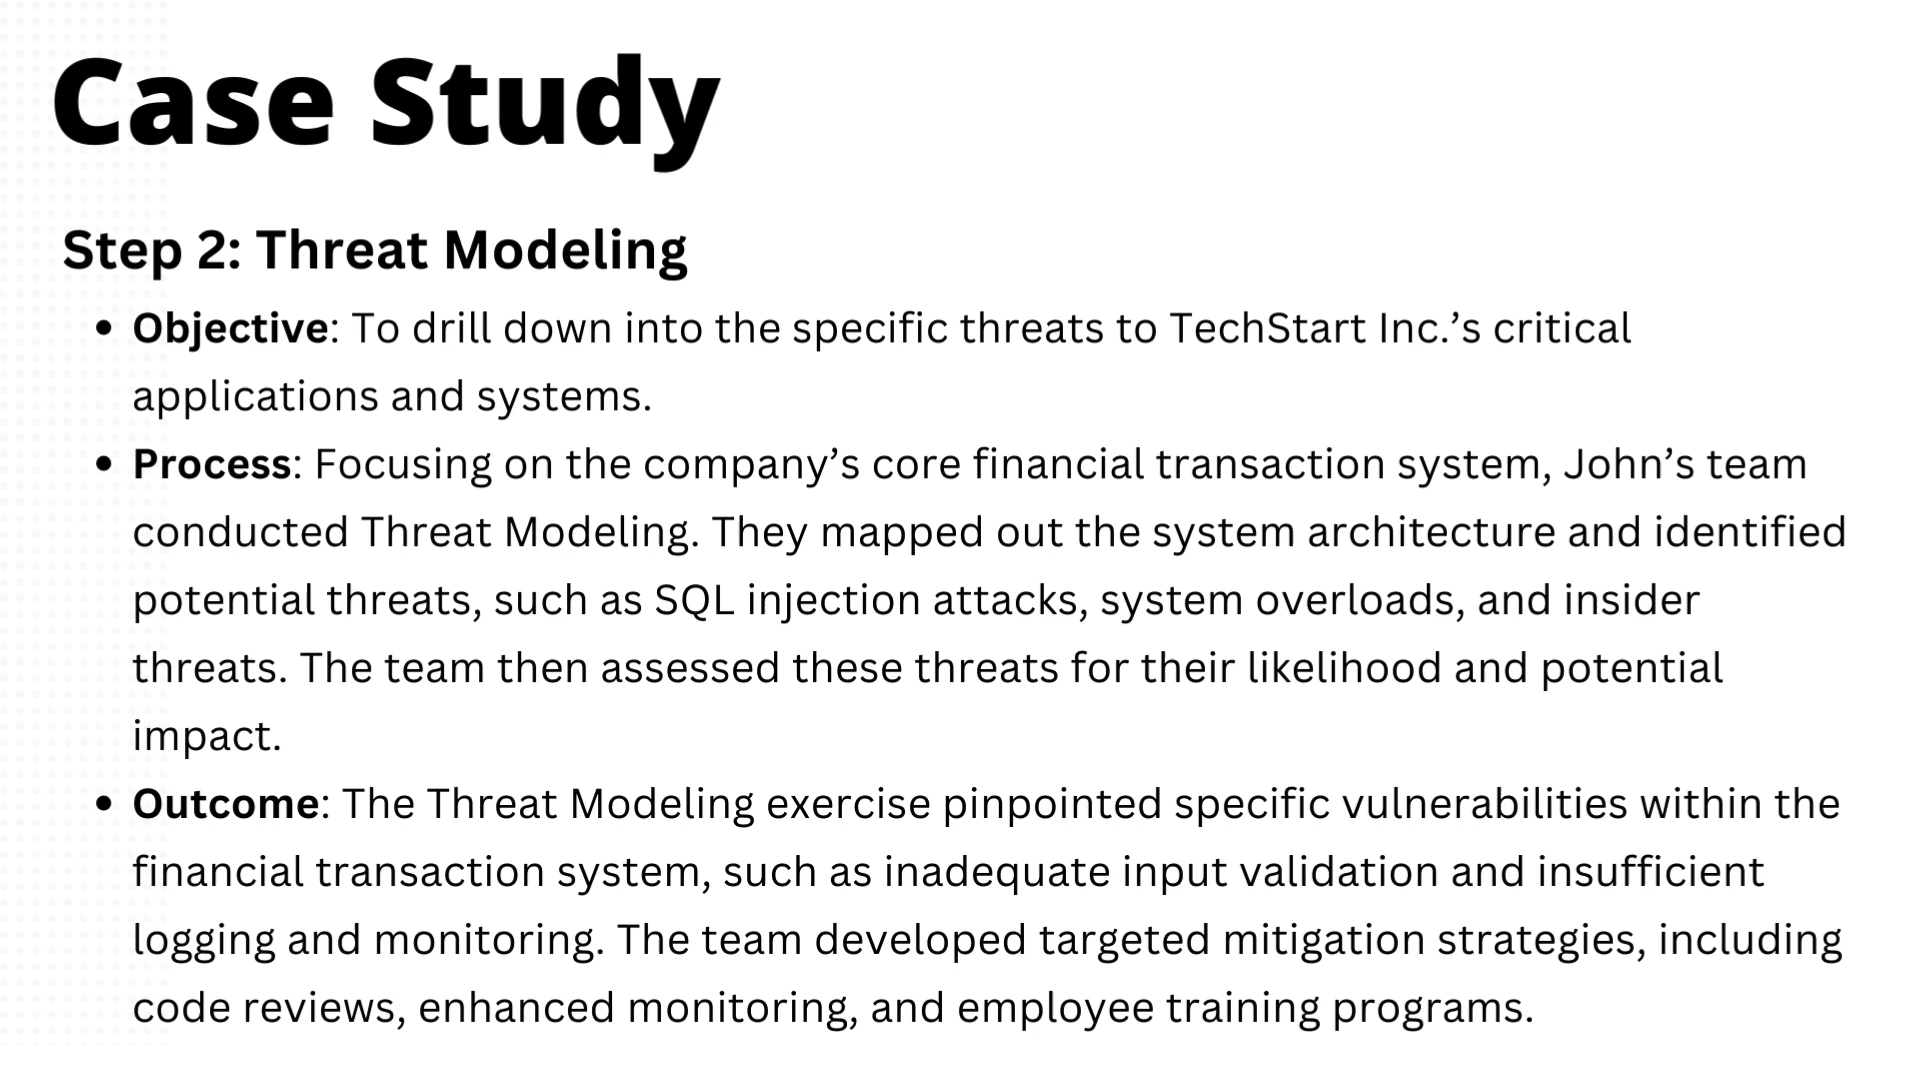 Case Study
Step 2: Threat Modeling
• Objective: To drill down into the specific threats to TechStart Inc.’s critical
applications and systems.
• Process: Focusing on the company’s core financial transaction system, John’s team
conducted Threat Modeling. They mapped out the system architecture and identified
potential threats, such as SQL injection attacks, system overloads, and insider
threats. The team then assessed these threats for their likelihood and potential
impact.
• Outcome: The Threat Modeling exercise pinpointed specific vulnerabilities within the
financial transaction system, such as inadequate input validation and insufficient
logging and monitoring. The team developed targeted mitigation strategies, including
code reviews, enhanced monitoring, and employee training programs.